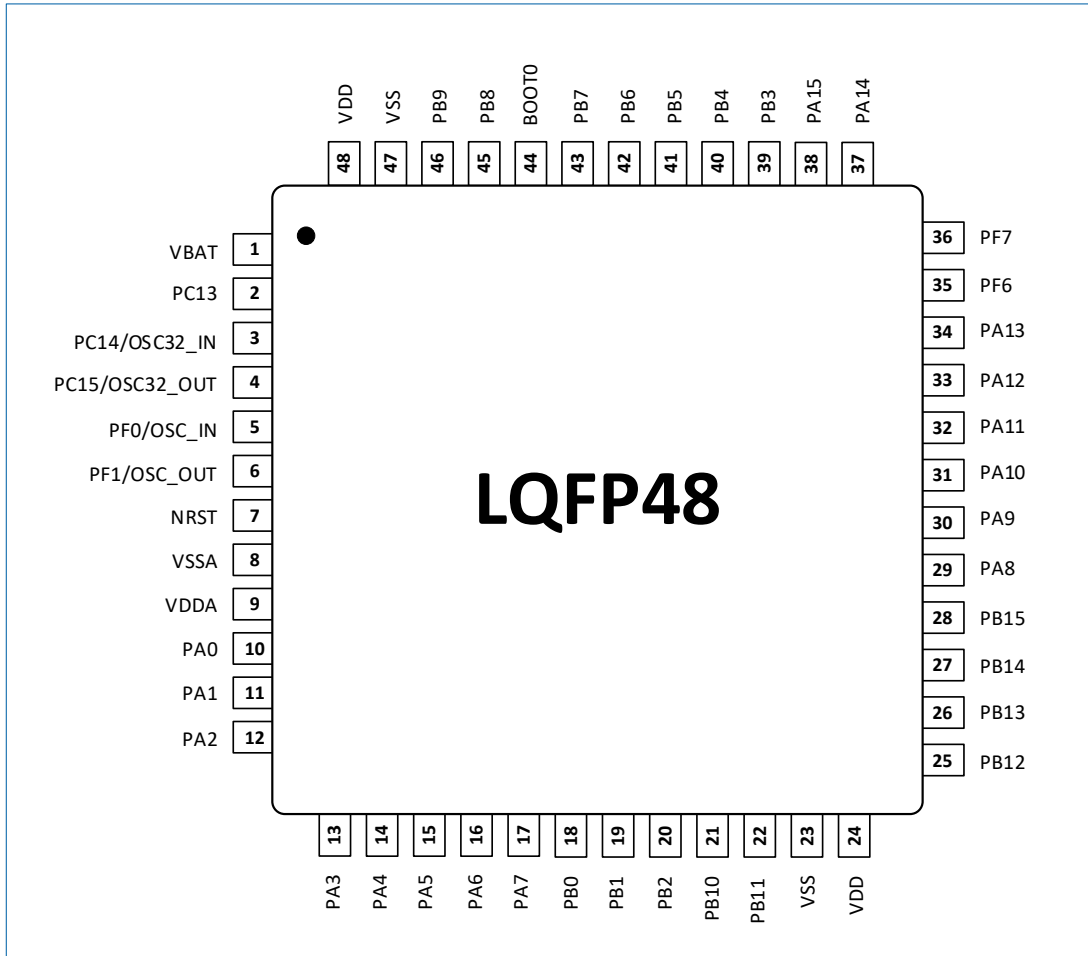 VDD VSS PB9 PB8 BOOT0 PB7 PB6 PB5 PB4 PB3 PA15 PA14
48 47 46 45 44 43 42 41 40 39 38 37
VBAT 1
PC13 2
PC14/OSC32_IN 3
PC15/OSC32_OUT 4
PF0/OSC_IN 5
PF1/OSC_OUT 6
NRST 7
VSSA 8
VDDA 9
PA0 10
PA1 11
PA2 12
LQFP48
36 PF7
35 PF6
34 PA13
33 PA12
32 PA11
31 PA10
30 PA9
29 PA8
28 PB15
27 PB14
26 PB13
25 PB12
13 14 15 16 17 18 19 20 21 22 23 24
PA3 PA4 PA5 PA6 PA7 PB0 PB1 PB2 PB10 PB11 VSS VDD